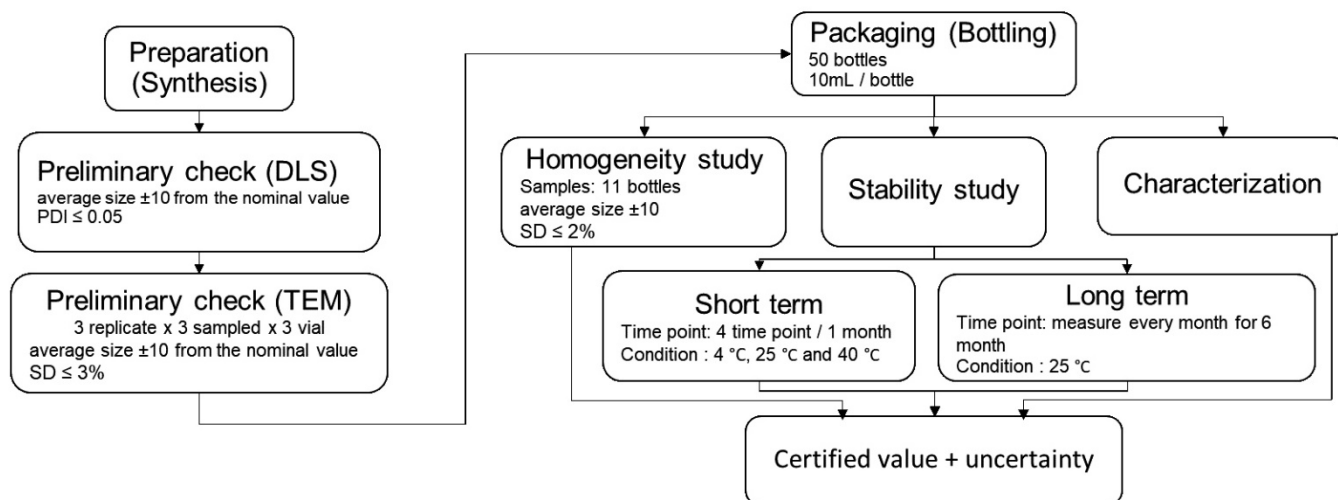 Preparation
(Synthesis)
Preliminary check (DLS)
average size ±10 from the nominal value
PDI ≤ 0.05
Preliminary check (TEM)
3 replicate x 3 sampled x 3 vial
average size ±10 from the nominal value
SD ≤ 3%
Packaging (Bottling)
50 bottles
10mL / bottle
Homogeneity study
Samples: 11 bottles
average size ±10
SD ≤ 2%
Stability study
Characterization
Short term
Time point: 4 time point / 1 month
Condition : 4 ℃, 25 ℃ and 40 ℃
Long term
Time point: measure every month for 6
month
Condition : 25 ℃
Certified value + uncertainty